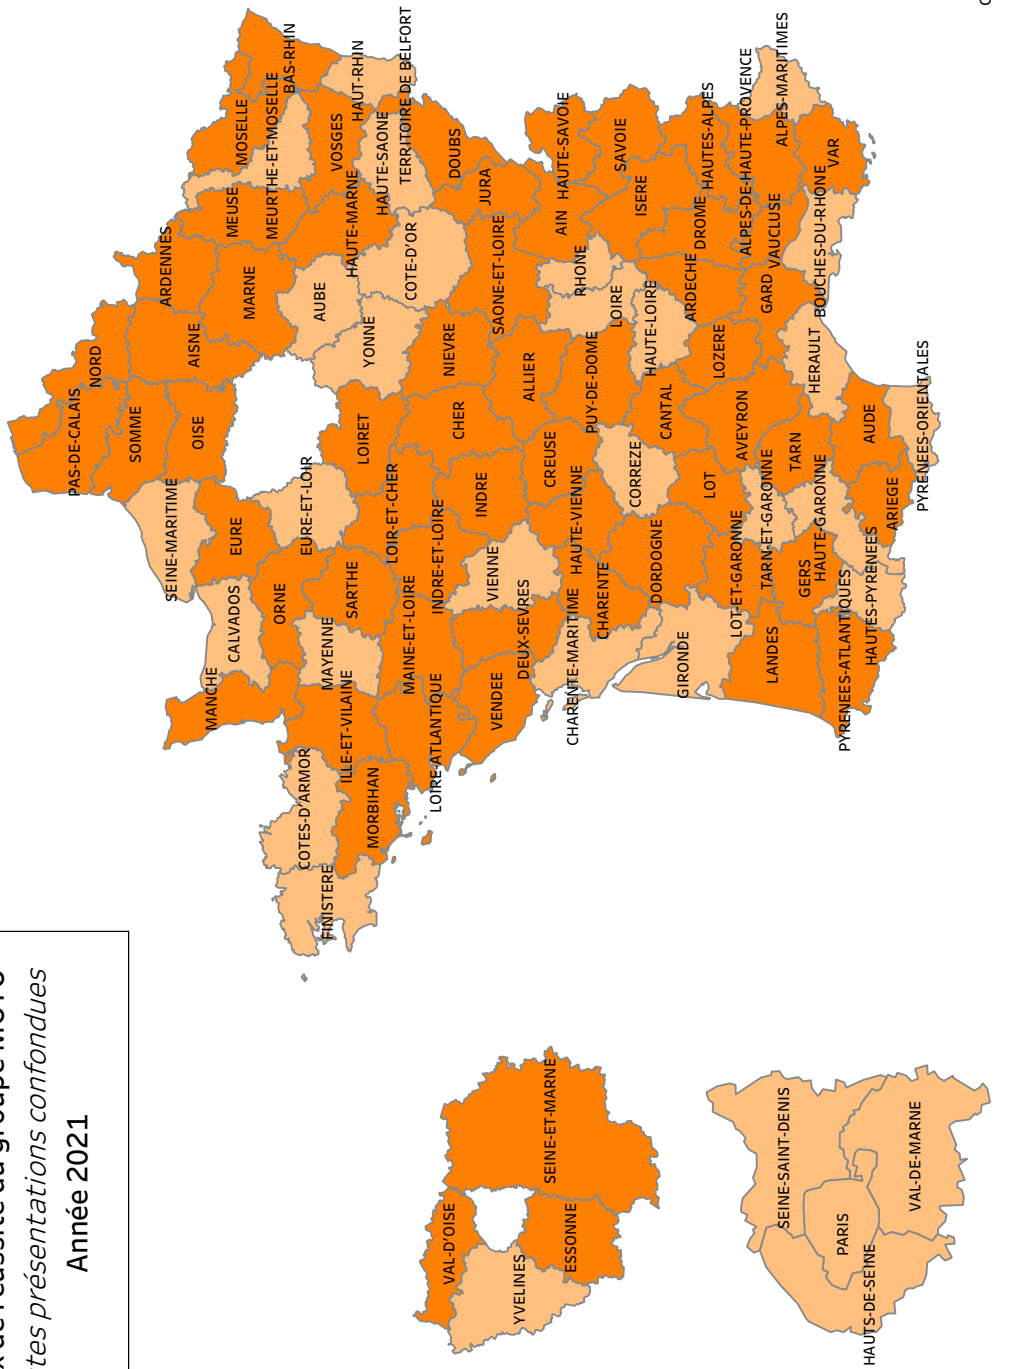 x de réussite du groupe MOTO
tes présentations confondues
Année 2021
PAS-DE-CALAIS
NORD
SOMME
AISNE
ARDENNES
OISE
SEINE-MARITIME
EURE
MARNE
MEUSE
MOSELLE
MEURTHE-ET-MOSELLE
BAS-RHIN
MANCHE
CALVADOS
ORNE
EURE-ET-LOIR
AUBE
HAUTE-MARNE
VOSGES
HAUT-RHIN
FINISTERE
COTES-D'ARMOR
MORBIHAN
ILLE-ET-VILAINE
MAYENNE
SARTHE
LOIRET
YONNE
COTE-D'OR
HAUTE-SAONE
TERRITOIRE DE BELFORT
LOIRE-ATLANTIQUE
MAINE-ET-LOIRE
INDRE-ET-LOIRE
LOIR-ET-CHER
CHER
NIEVRE
DOUBS
JURA
VENDEE
DEUX-SEVRES
VIENNE
INDRE
ALLIER
SAONE-ET-LOIRE
CHARENTE-MARITIME
CHARENTE
HAUTE-VIENNE
CREUSE
PUY-DE-DOME
LOIRE
RHONE
AIN
HAUTE-SAVOIE
SAVOIE
ISERE
GIRONDE
DORDOGNE
CORREZE
CANTAL
HAUTE-LOIRE
ARDECHE
DROME
HAUTES-ALPES
LANDES
LOT-ET-GARONNE
LOT
AVEYRON
LOZERE
GARD
VAUCLUSE
ALPES-DE-HAUTE-PROVENCE
ALPES-MARITIMES
PYRENEES-ATLANTIQUES
HAUTES-PYRENEES
GERS
TARN-ET-GARONNE
HAUTE-GARONNE
TARN
HERAULT
BOUCHES-DU-RHONE
VAR
ARIEGE
AUDE
PYRENEES-ORIENTALES
VAL-D'OISE
YVELINES
ESSONNE
SEINE-ET-MARNE
SEINE-SAINT-DENIS
PARIS
HAUTS-DE-SEINE
VAL-DE-MARNE